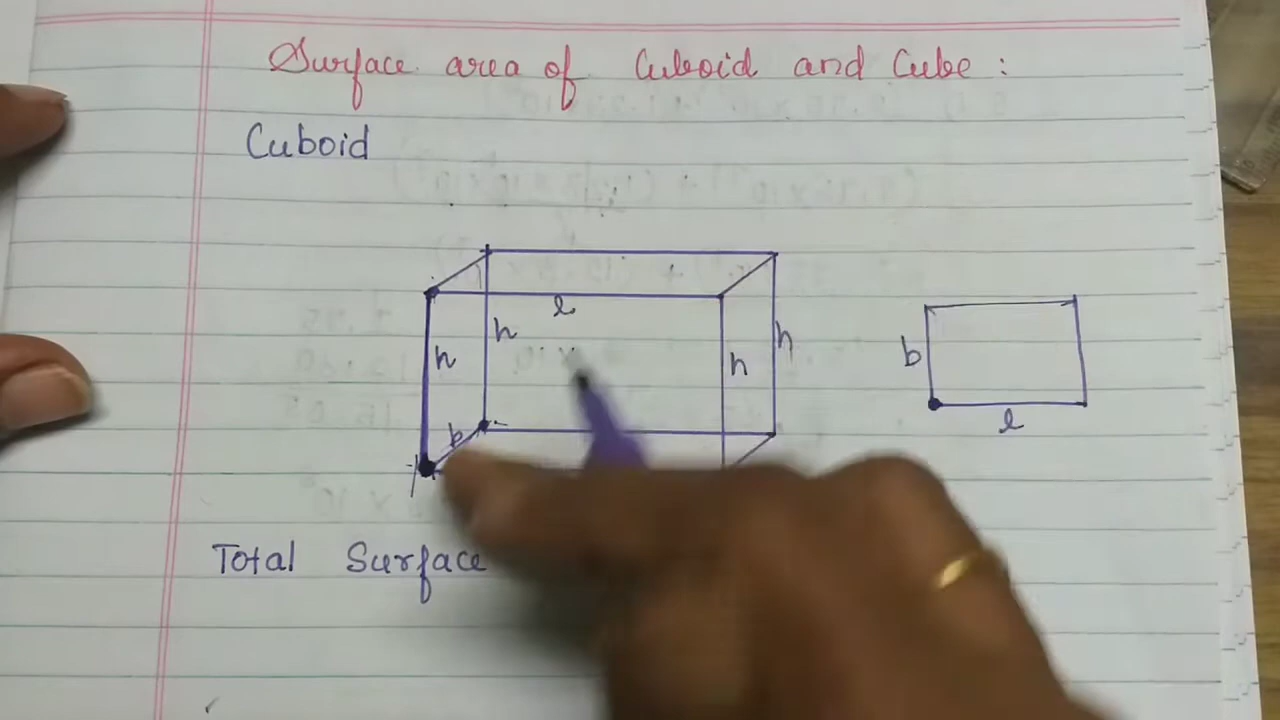 Surface area of Cuboid and Cube :
Cuboid
l
h
h
h
h
b
b
l
Total Surface